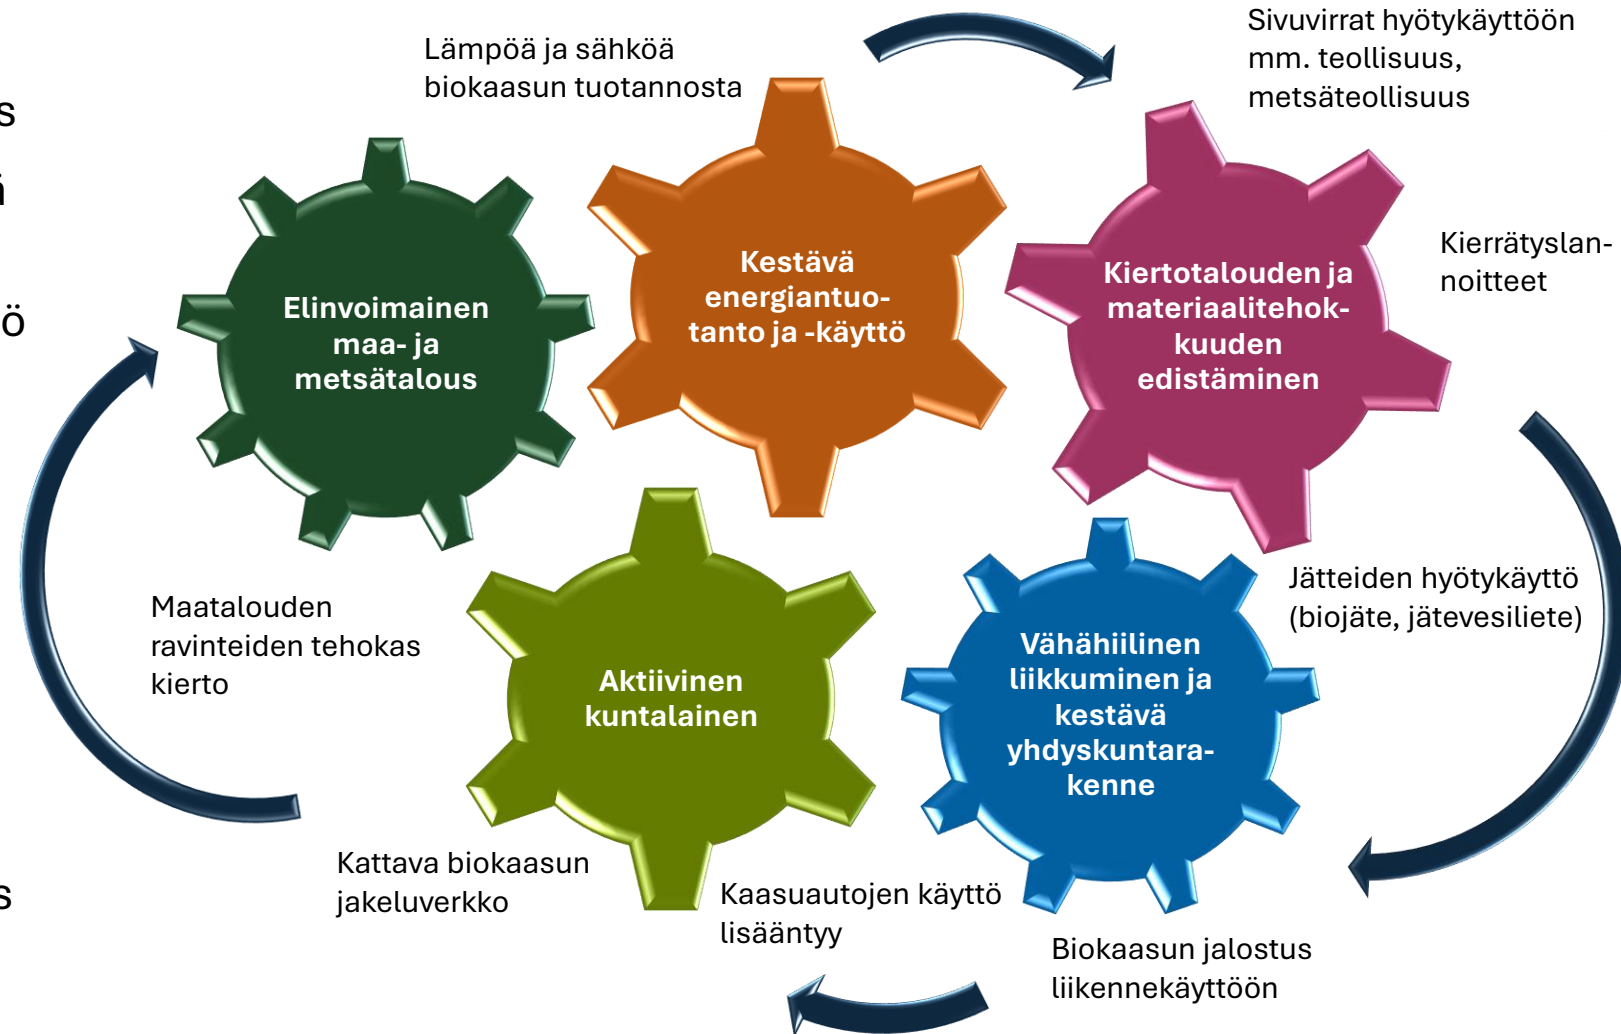 Lämpöä ja sähköä
biokaasun tuotannosta
Sivuvirrat hyötykäyttöön
mm. teollisuus,
metsäteollisuus
Kierrätyslan-
noitteet
Elinvoimainen
maa- ja
metsätalous
Kestävä
energiantuo-
tanto ja -käyttö
Kiertotalouden ja
materiaalitehok-
kuuden
edistäminen
Jätteiden hyötykäyttö
(biojäte, jätevesiliete)
Maatalouden
ravinteiden tehokas
kierto
Aktiivinen
kuntalainen
Vähähiilinen
liikkuminen ja
kestävä
yhdyskuntara-
kenne
Kattava biokaasun
jakeluverkko
Kaasuautojen käyttö
lisääntyy
Biokaasun jalostus
liikennekäyttöön